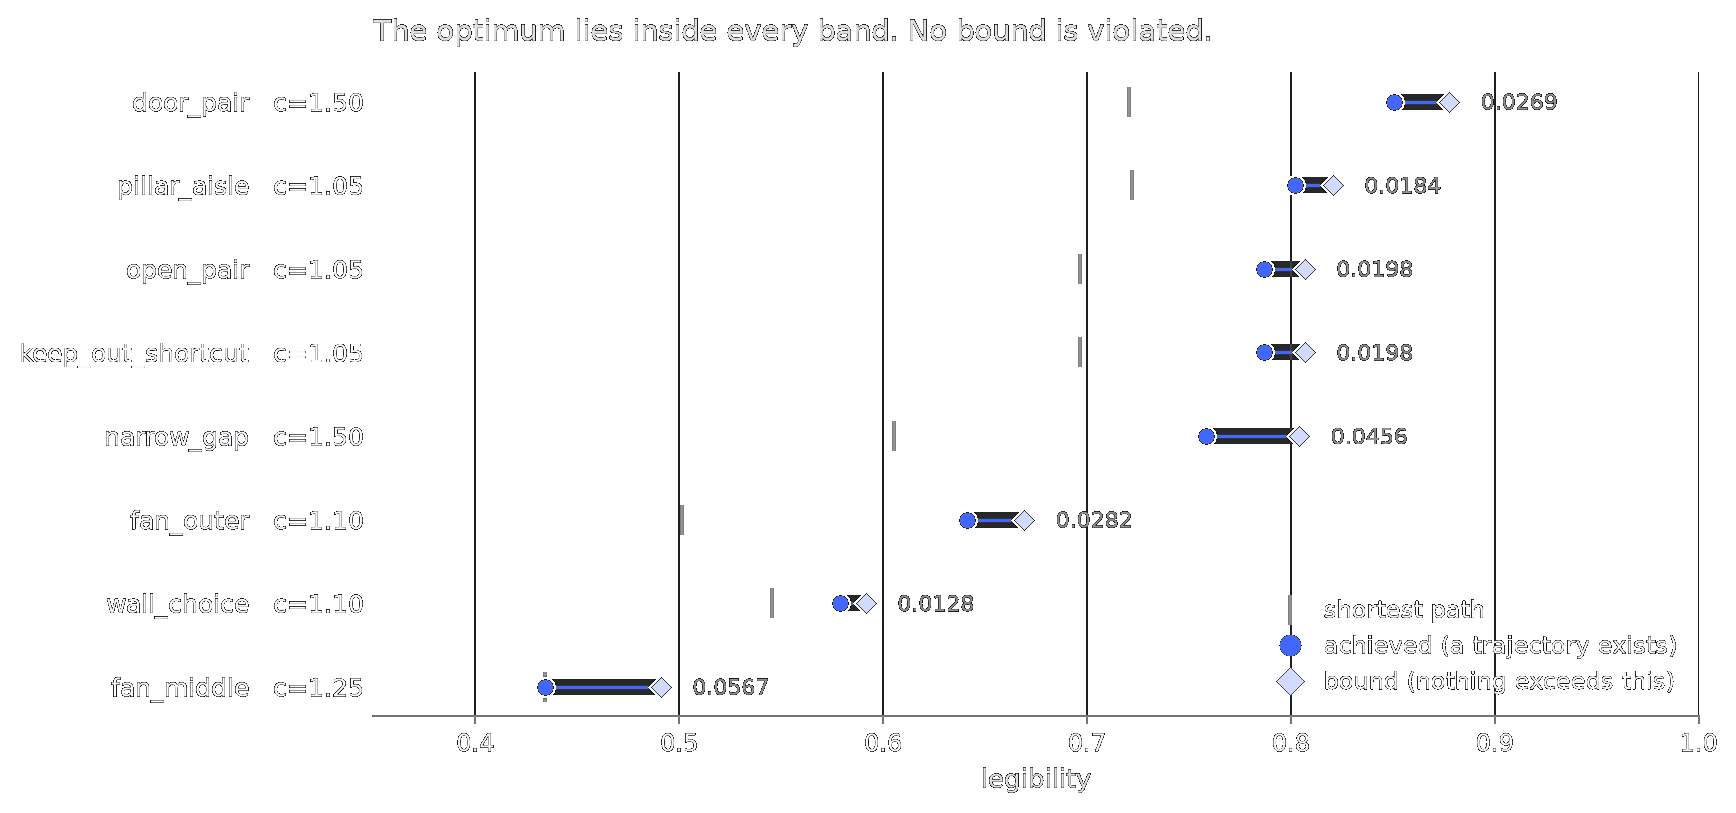 The optimum lies inside every band. No bound is violated.
door_pair c=1.50 0.0269
pillar_aisle c=1.05 0.0184
open_pair c=1.05 0.0198
keep_out_shortcut c=1.05 0.0198
narrow_gap c=1.50 0.0456
fan_outer c=1.10 0.0282
wall_choice c=1.10 0.0128
shortest path
achieved (a trajectory exists)
bound (nothing exceeds this)
fan_middle c=1.25 0.0567
0.4 0.5 0.6 0.7 0.8 0.9 1.0
legibility